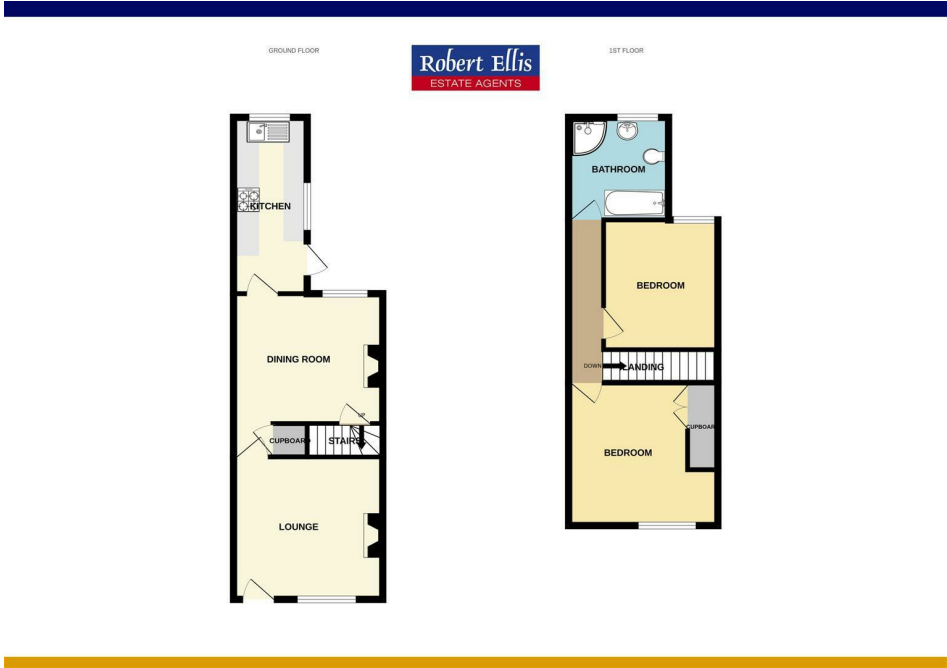 GROUND FLOOR
1ST FLOOR
Robert Ellis
ESTATE AGENTS
KITCHEN
DINING ROOM
UP
CUPBOARD
STAIRS
LOUNGE
BATHROOM
BEDROOM
DOWN
LANDING
CUPBOARD
BEDROOM